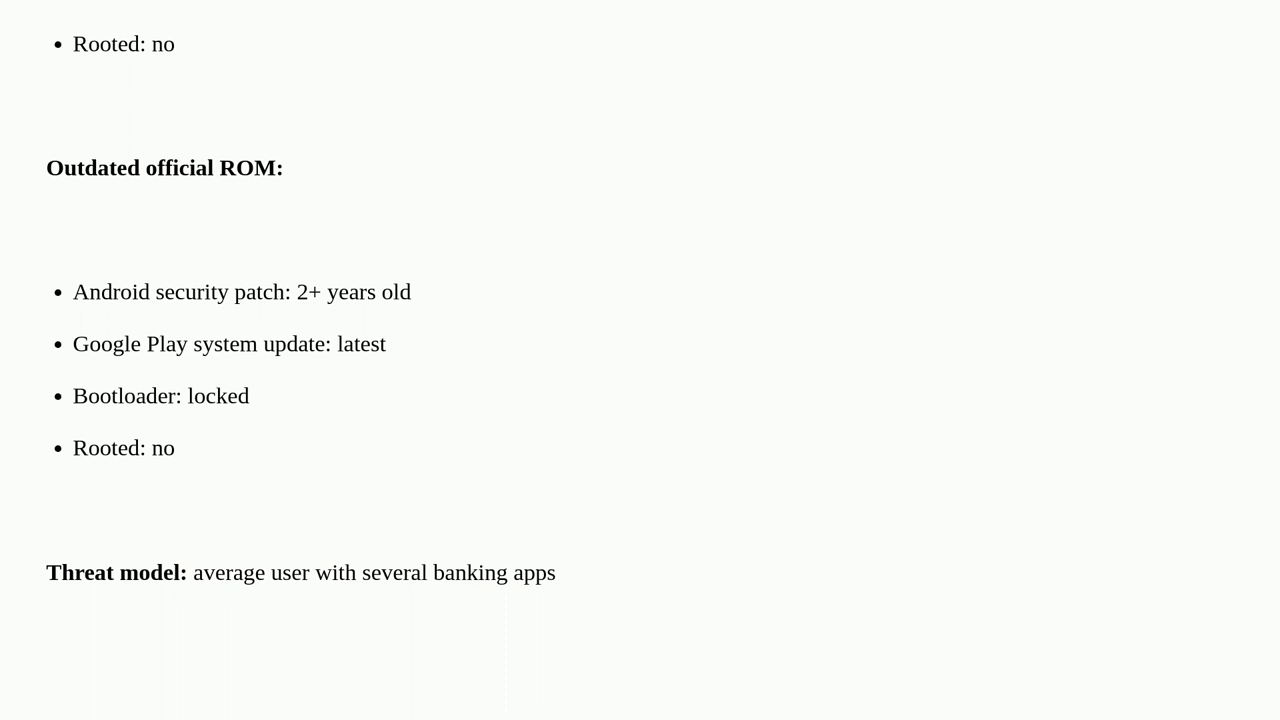 • Rooted: no
Outdated official ROM:
• Android security patch: 2+ years old
• Google Play system update: latest
• Bootloader: locked
• Rooted: no
Threat model: average user with several banking apps